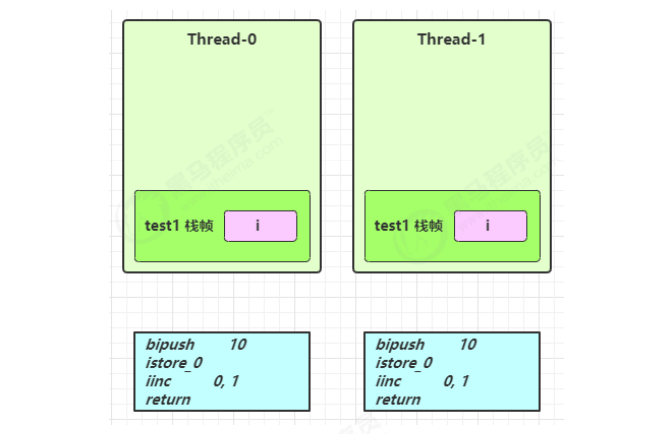 Thread-0
Thread-1
test1 栈帧 i
test1 栈帧 i
bipush 10
istore_0
iinc 0, 1
return
bipush 10
istore_0
iinc 0, 1
return